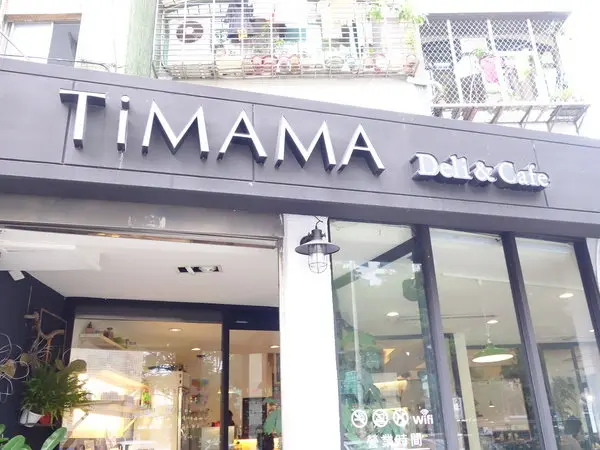 TiMAMA
Deli & Cafe
wifi
營業時間